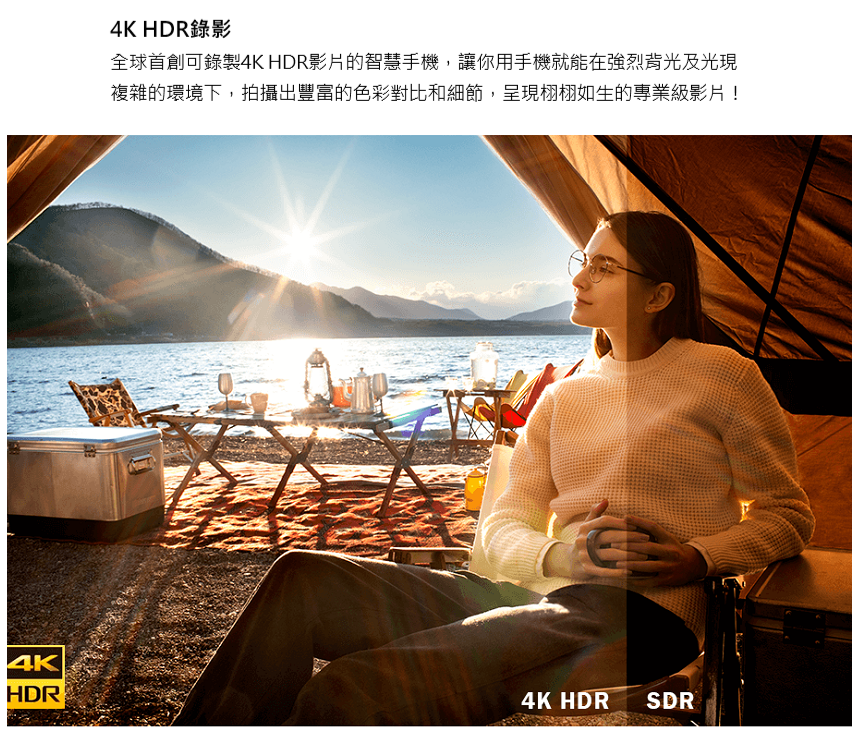 4K HDR錄影
全球首創可錄製4K HDR影片的智慧手機，讓你用手機就能在強烈背光及光現
複雜的環境下，拍攝出豐富的色彩對比和細節，呈現栩栩如生的專業級影片！
4K
HDR
4K HDR SDR